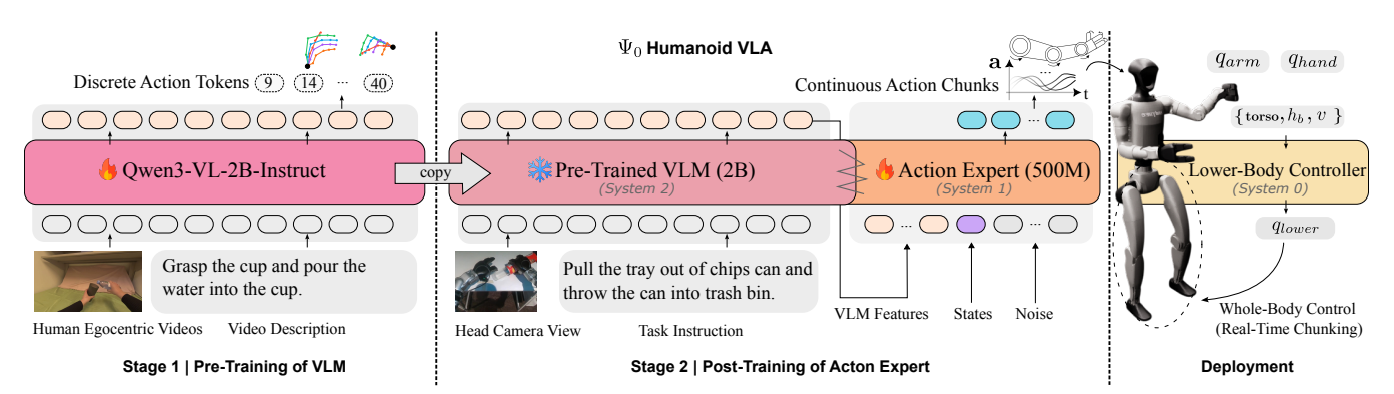 Ψ0 Humanoid VLA
Discrete Action Tokens 9 14 ... 40
Qwen3-VL-2B-Instruct
Grasp the cup and pour the
water into the cup.
Human Egocentric Videos
Video Description
Stage 1 | Pre-Training of VLM
copy
Continuous Action Chunks
a
...
t
Pre-Trained VLM (2B)
(System 2)
Action Expert (500M)
(System 1)
... ...
Pull the tray out of chips can and
throw the can into trash bin.
Head Camera View
Task Instruction
VLM Features
States
Noise
Stage 2 | Post-Training of Acton Expert
qarm qhand
{torso, hb, v }
Lower-Body Controller
(System 0)
qlower
Whole-Body Control
(Real-Time Chunking)
Deployment